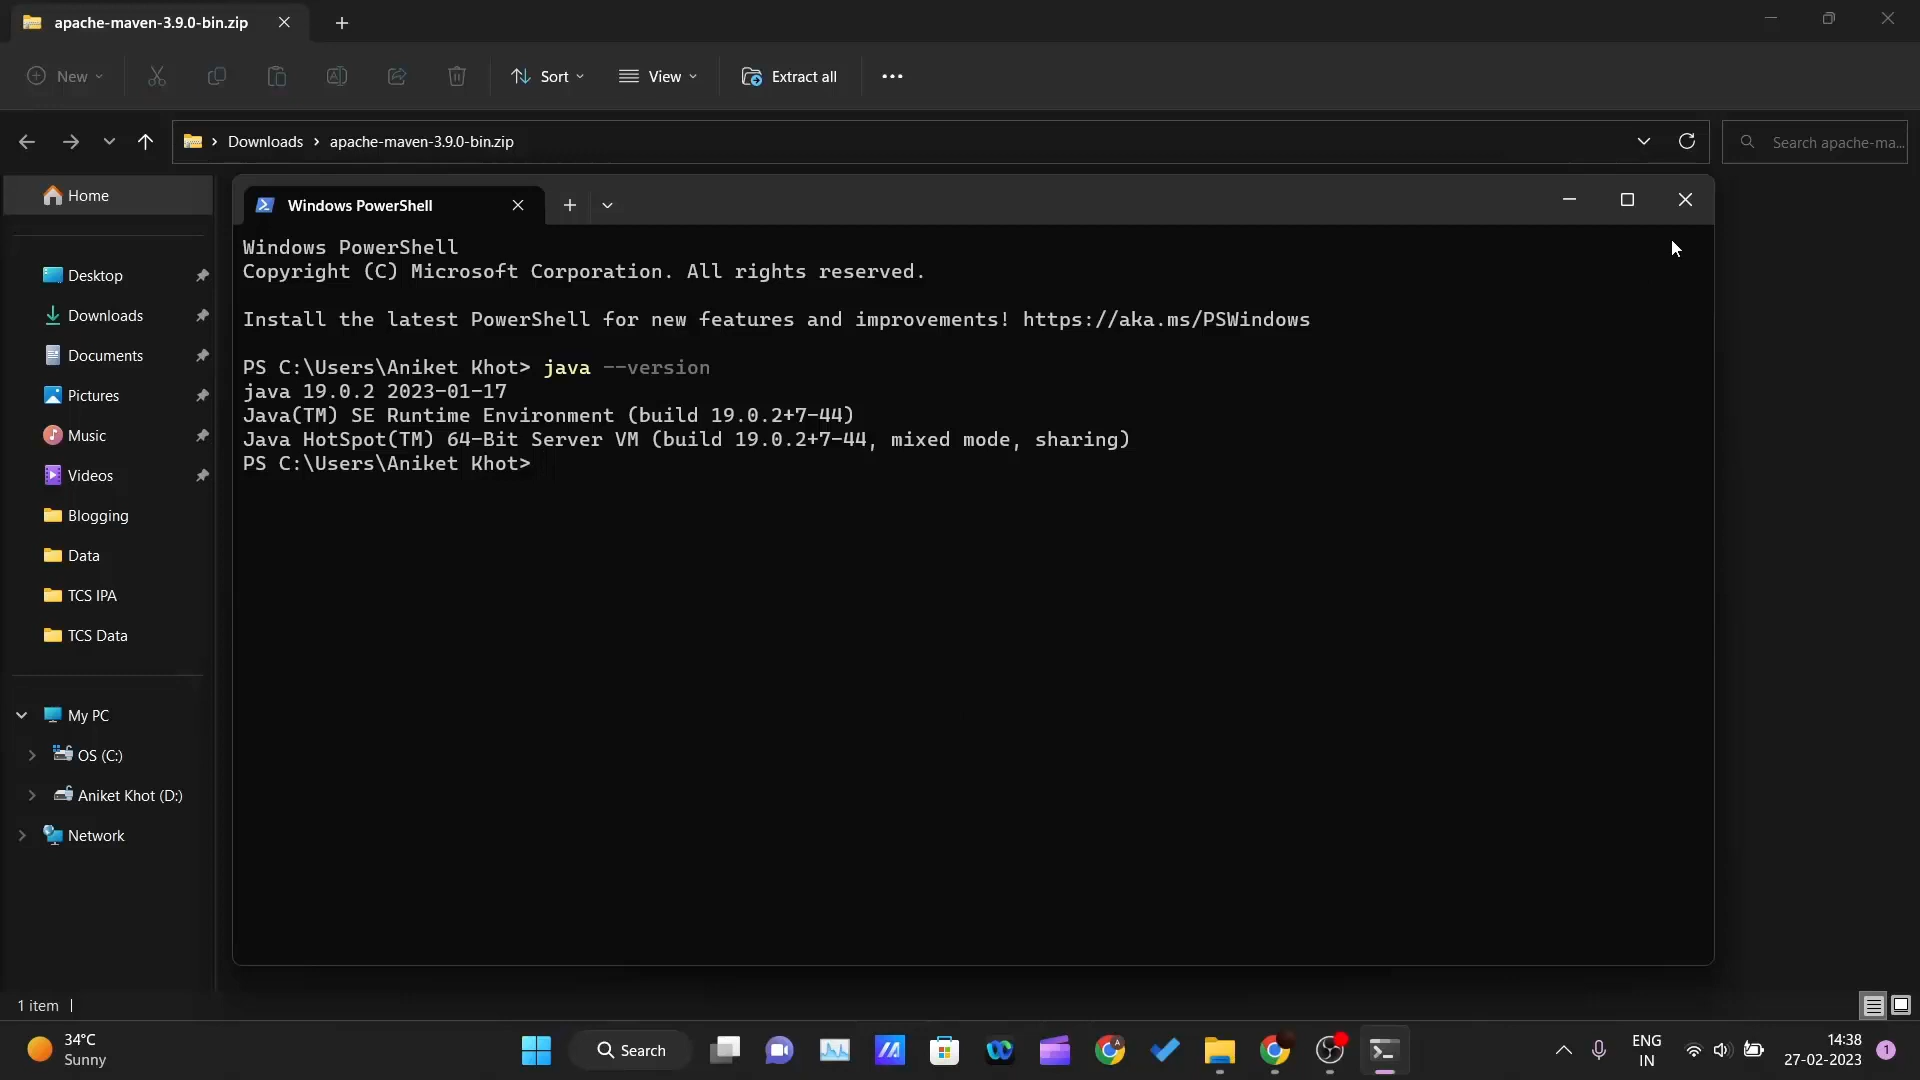 apache-maven-3.9.0-bin.zip
New
Sort
View
Extract all
Downloads
apache-maven-3.9.0-bin.zip
Search apache-ma...
Home
Desktop
Downloads
Documents
Pictures
Music
Videos
Blogging
Data
TCS IPA
TCS Data
My PC
OS (C:)
Aniket Khot (D:)
Network
Windows PowerShell
Windows PowerShell
Copyright (C) Microsoft Corporation. All rights reserved.
Install the latest PowerShell for new features and improvements! https://aka.ms/PSWindows
PS C:\Users\Aniket Khot> java --version
java 19.0.2 2023-01-17
Java(TM) SE Runtime Environment (build 19.0.2+7-44)
Java HotSpot(TM) 64-Bit Server VM (build 19.0.2+7-44, mixed mode, sharing)
PS C:\Users\Aniket Khot>
1 item
34°C
Sunny
Search
ENG
IN
14:38
27-02-2023
1